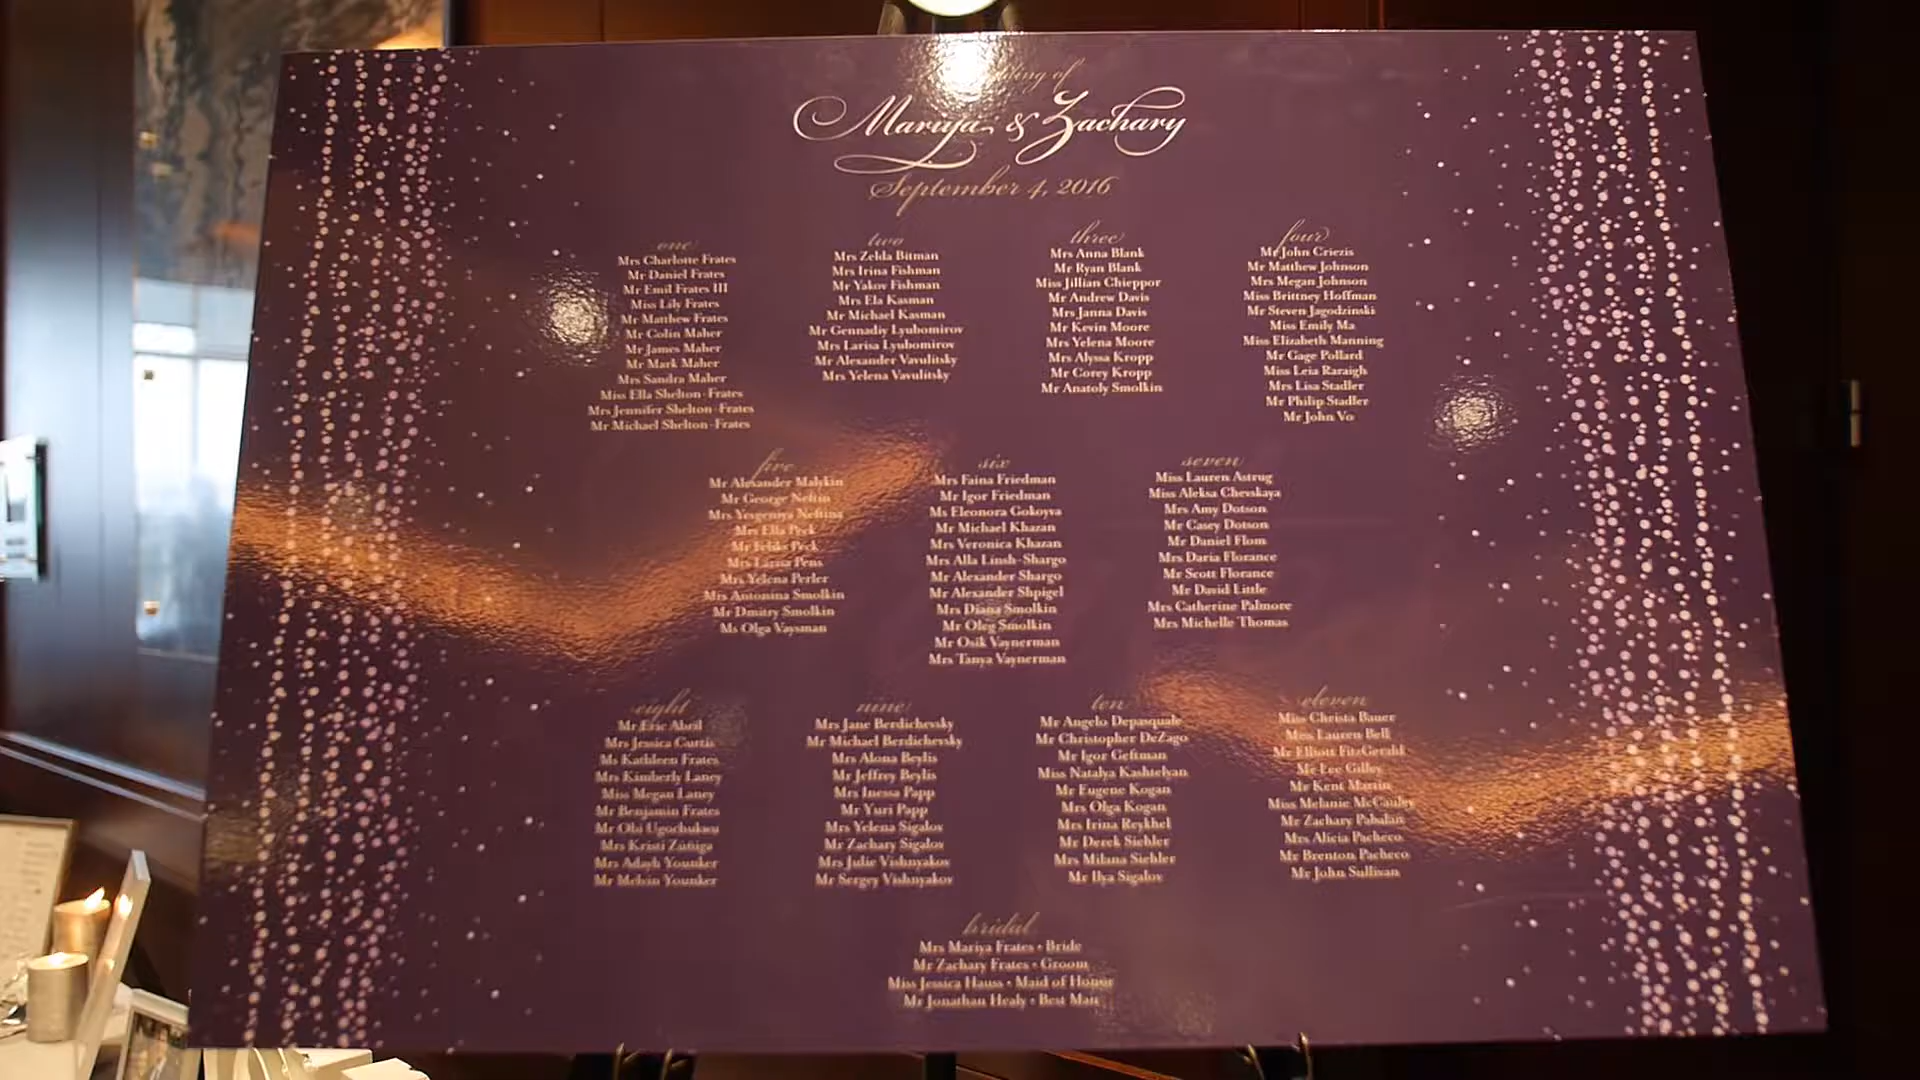 of
Mariya & Zachary
September 4, 2016
one
Mrs Charlotte Frates
Mr Daniel Frates
Mr Emil Frates III
Miss Lily Frates
Mr Matthew Frates
Mr Colin Maher
Mr James Maher
Mr Mark Maher
Mrs Sandra Maher
Miss Ella Shelton-Frates
Mrs Jennifer Shelton-Frates
Mr Michael Shelton-Frates
two
Mrs Zelda Bitman
Mrs Irina Fishman
Mr Yakov Fishman
Mrs Ela Kasman
Mr Michael Kasman
Mr Gennadiy Lyubomirov
Mrs Larisa Lyubomirov
Mr Alexander Vavulitsky
Mrs Yelena Vavulitsky
three
Mrs Anna Blank
Mr Ryan Blank
Miss Jillian Chieppor
Mr Andrew Davis
Mrs Janna Davis
Mr Kevin Moore
Mrs Yelena Moore
Mrs Alyssa Kropp
Mr Corey Kropp
Mr Anatoly Smolkin
four
Mr John Criezis
Mr Matthew Johnson
Mrs Megan Johnson
Miss Brittney Hoffman
Mr Steven Jagodzinski
Miss Emily Ma
Miss Elizabeth Manning
Mr Gage Pollard
Miss Leia Raraigh
Mrs Lisa Stadler
Mr Philip Stadler
Mr John Vo
five
Mr Alexander Malykin
Mr George Neftin
Mrs Yevgeniya Neftina
Mrs Ella Peck
Mr Feliks Peck
Mrs Larisa Pens
Mrs Yelena Perler
Mrs Antonina Smolkin
Mr Dmitry Smolkin
Ms Olga Vaysman
six
Mrs Faina Friedman
Mr Igor Friedman
Ms Eleonora Gokoyva
Mr Michael Khazan
Mrs Veronica Khazan
Mrs Alla Linsh-Shargo
Mr Alexander Shargo
Mr Alexander Shpigel
Mrs Diana Smolkin
Mr Oleg Smolkin
Mr Osik Vaynerman
Mrs Tanya Vaynerman
seven
Miss Lauren Astrug
Miss Aleksa Chevskaya
Mrs Amy Dotson
Mr Casey Dotson
Mr Daniel Flom
Mrs Daria Florance
Mr Scott Florance
Mr David Little
Mrs Catherine Palmore
Mrs Michelle Thomas
eight
Mr Eric Abril
Mrs Jessica Curtis
Ms Kathleen Frates
Mrs Kimberly Laney
Miss Megan Laney
Mr Benjamin Frates
Mr Obi Ugochukwu
Mrs Kristi Zuniga
Mrs Adayh Younker
Mr Melvin Younker
nine
Mrs Jane Berdichevsky
Mr Michael Berdichevsky
Mrs Alona Beylis
Mr Jeffrey Beylis
Mrs Inessa Papp
Mr Yuri Papp
Mrs Yelena Sigalov
Mr Zachary Sigalov
Mrs Julie Vishnyakov
Mr Sergey Vishnyakov
ten
Mr Angelo Depasquale
Mr Christopher DeZago
Mr Igor Geftman
Miss Natalya Kashtelyan
Mr Eugene Kogan
Mrs Olga Kogan
Mrs Irina Reykhel
Mr Derek Siehler
Mrs Milana Siehler
Mr Ilya Sigalov
eleven
Miss Christa Bauer
Miss Lauren Bell
Mr Elliott FitzGerald
Mr Lee Gilley
Mr Kent Martin
Miss Melanie McCauley
Mr Zachary Pabalan
Mrs Alicia Pacheco
Mr Brenton Pacheco
Mr John Sullivan
bridal
Mrs Mariya Frates • Bride
Mr Zachary Frates • Groom
Miss Jessica Hauss • Maid of Honor
Mr Jonathan Healy • Best Man